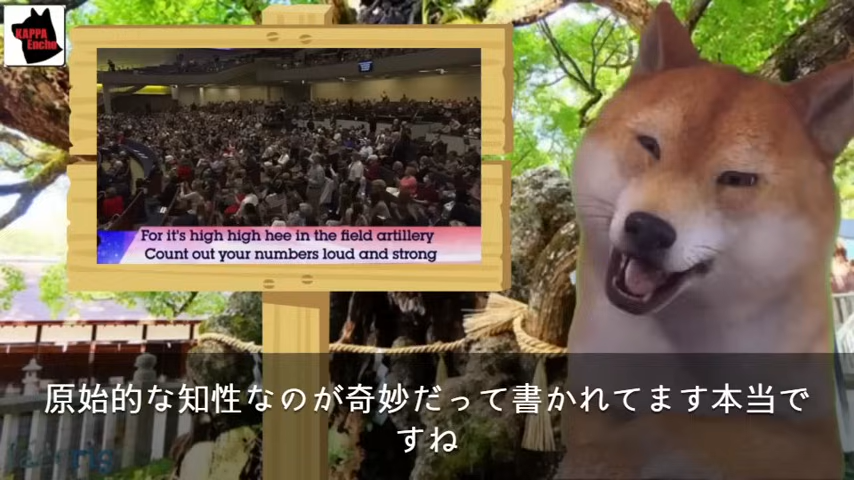 KAPPA
Encho
For it's high high hee in the field artillery
Count out your numbers loud and strong
原始的な知性なのが奇妙だって書かれてます本当で
すね